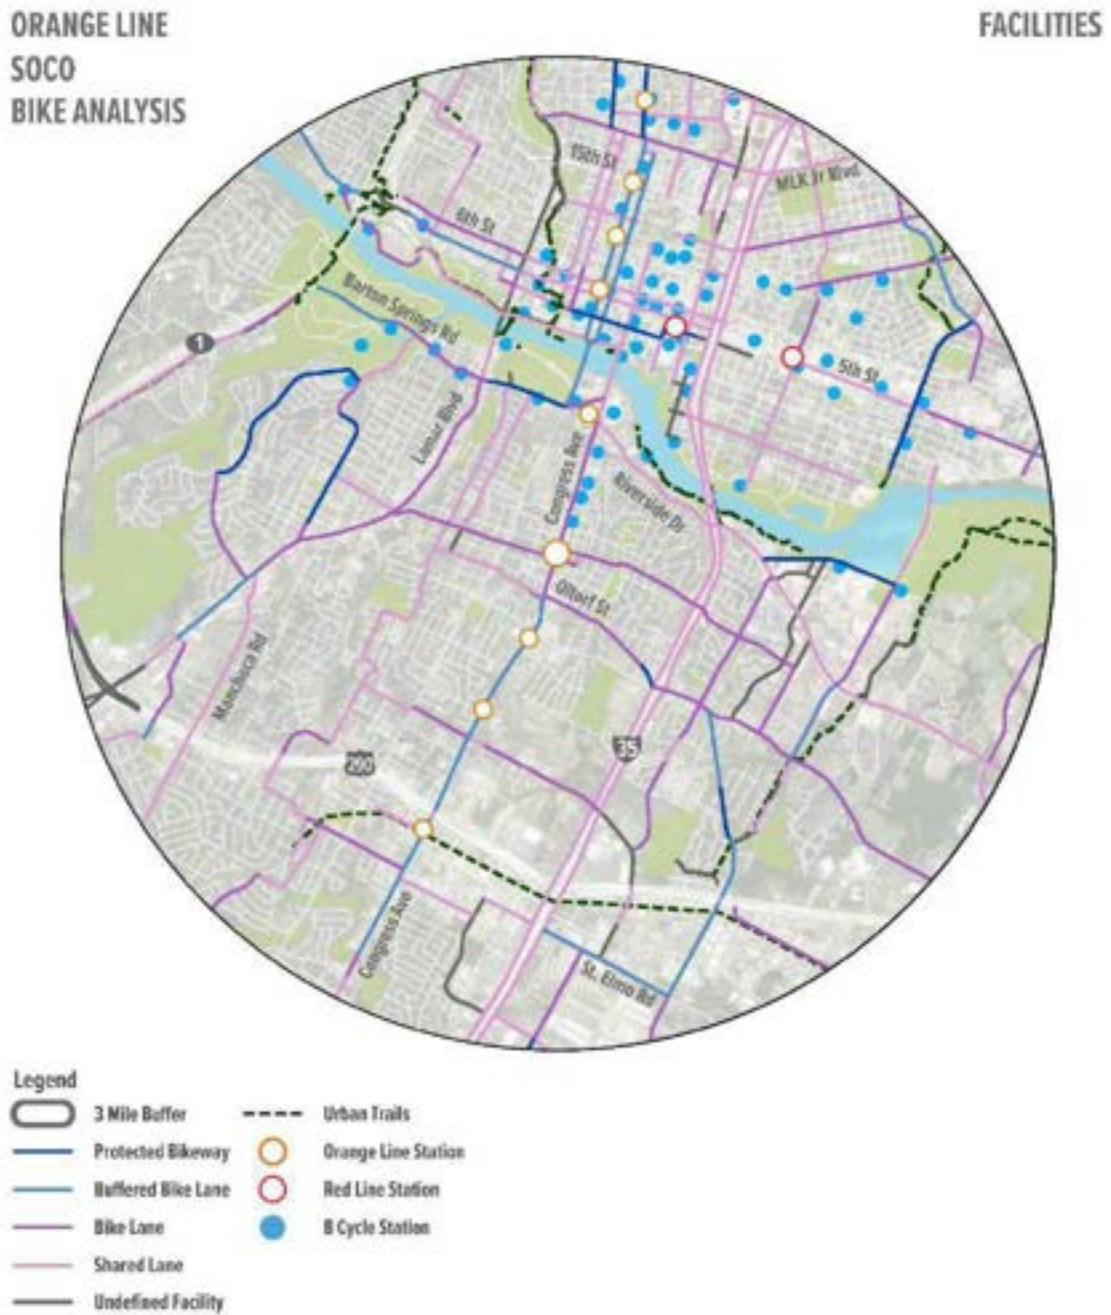 ORANGE LINE
SOCO
BIKE ANALYSIS
FACILITIES
15th St
MLK Jr Blvd
6th St
Barton Springs Rd
1
5th St
Lamar Blvd
Congress Ave
Riverside Dr
Oltorf St
Manchaca Rd
35
290
Congress Ave
St. Elmo Rd
Legend
3 Mile Buffer
Urban Trails
Protected Bikeway
Orange Line Station
Buffered Bike Lane
Red Line Station
Bike Lane
B Cycle Station
Shared Lane
Undefined Facility